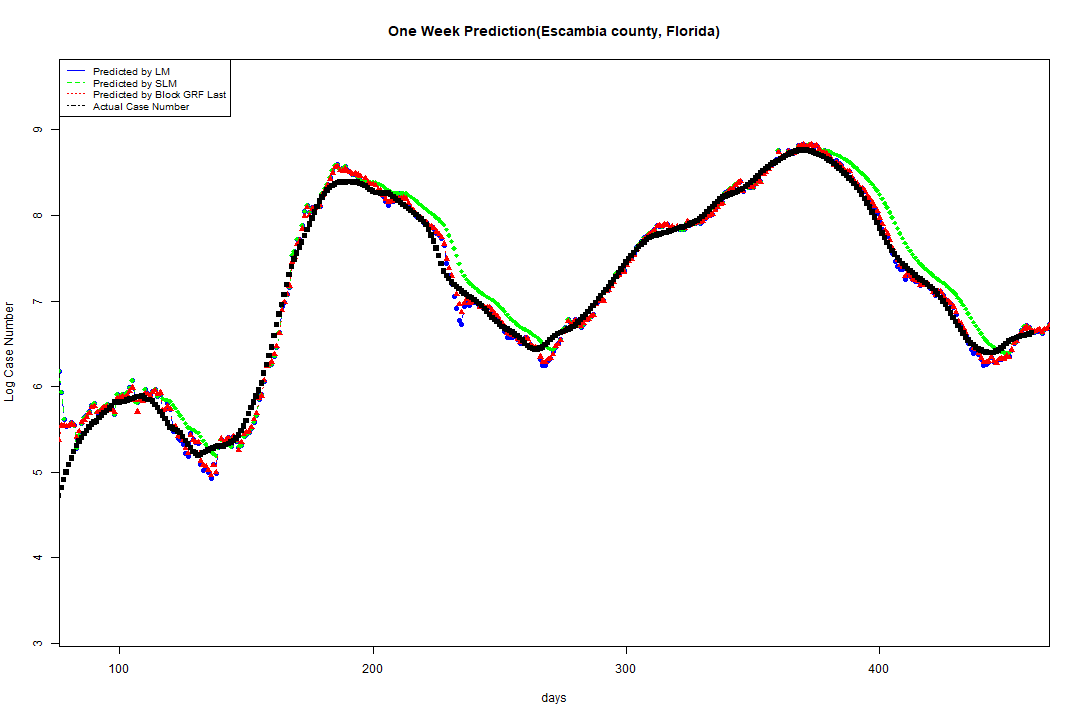 One Week Prediction(Escambia county, Florida)
Predicted by LM
Predicted by SLM
Predicted by Block GRF Last
Actual Case Number
9
8
7
6
5
4
3
Log Case Number
100 200 300 400
days